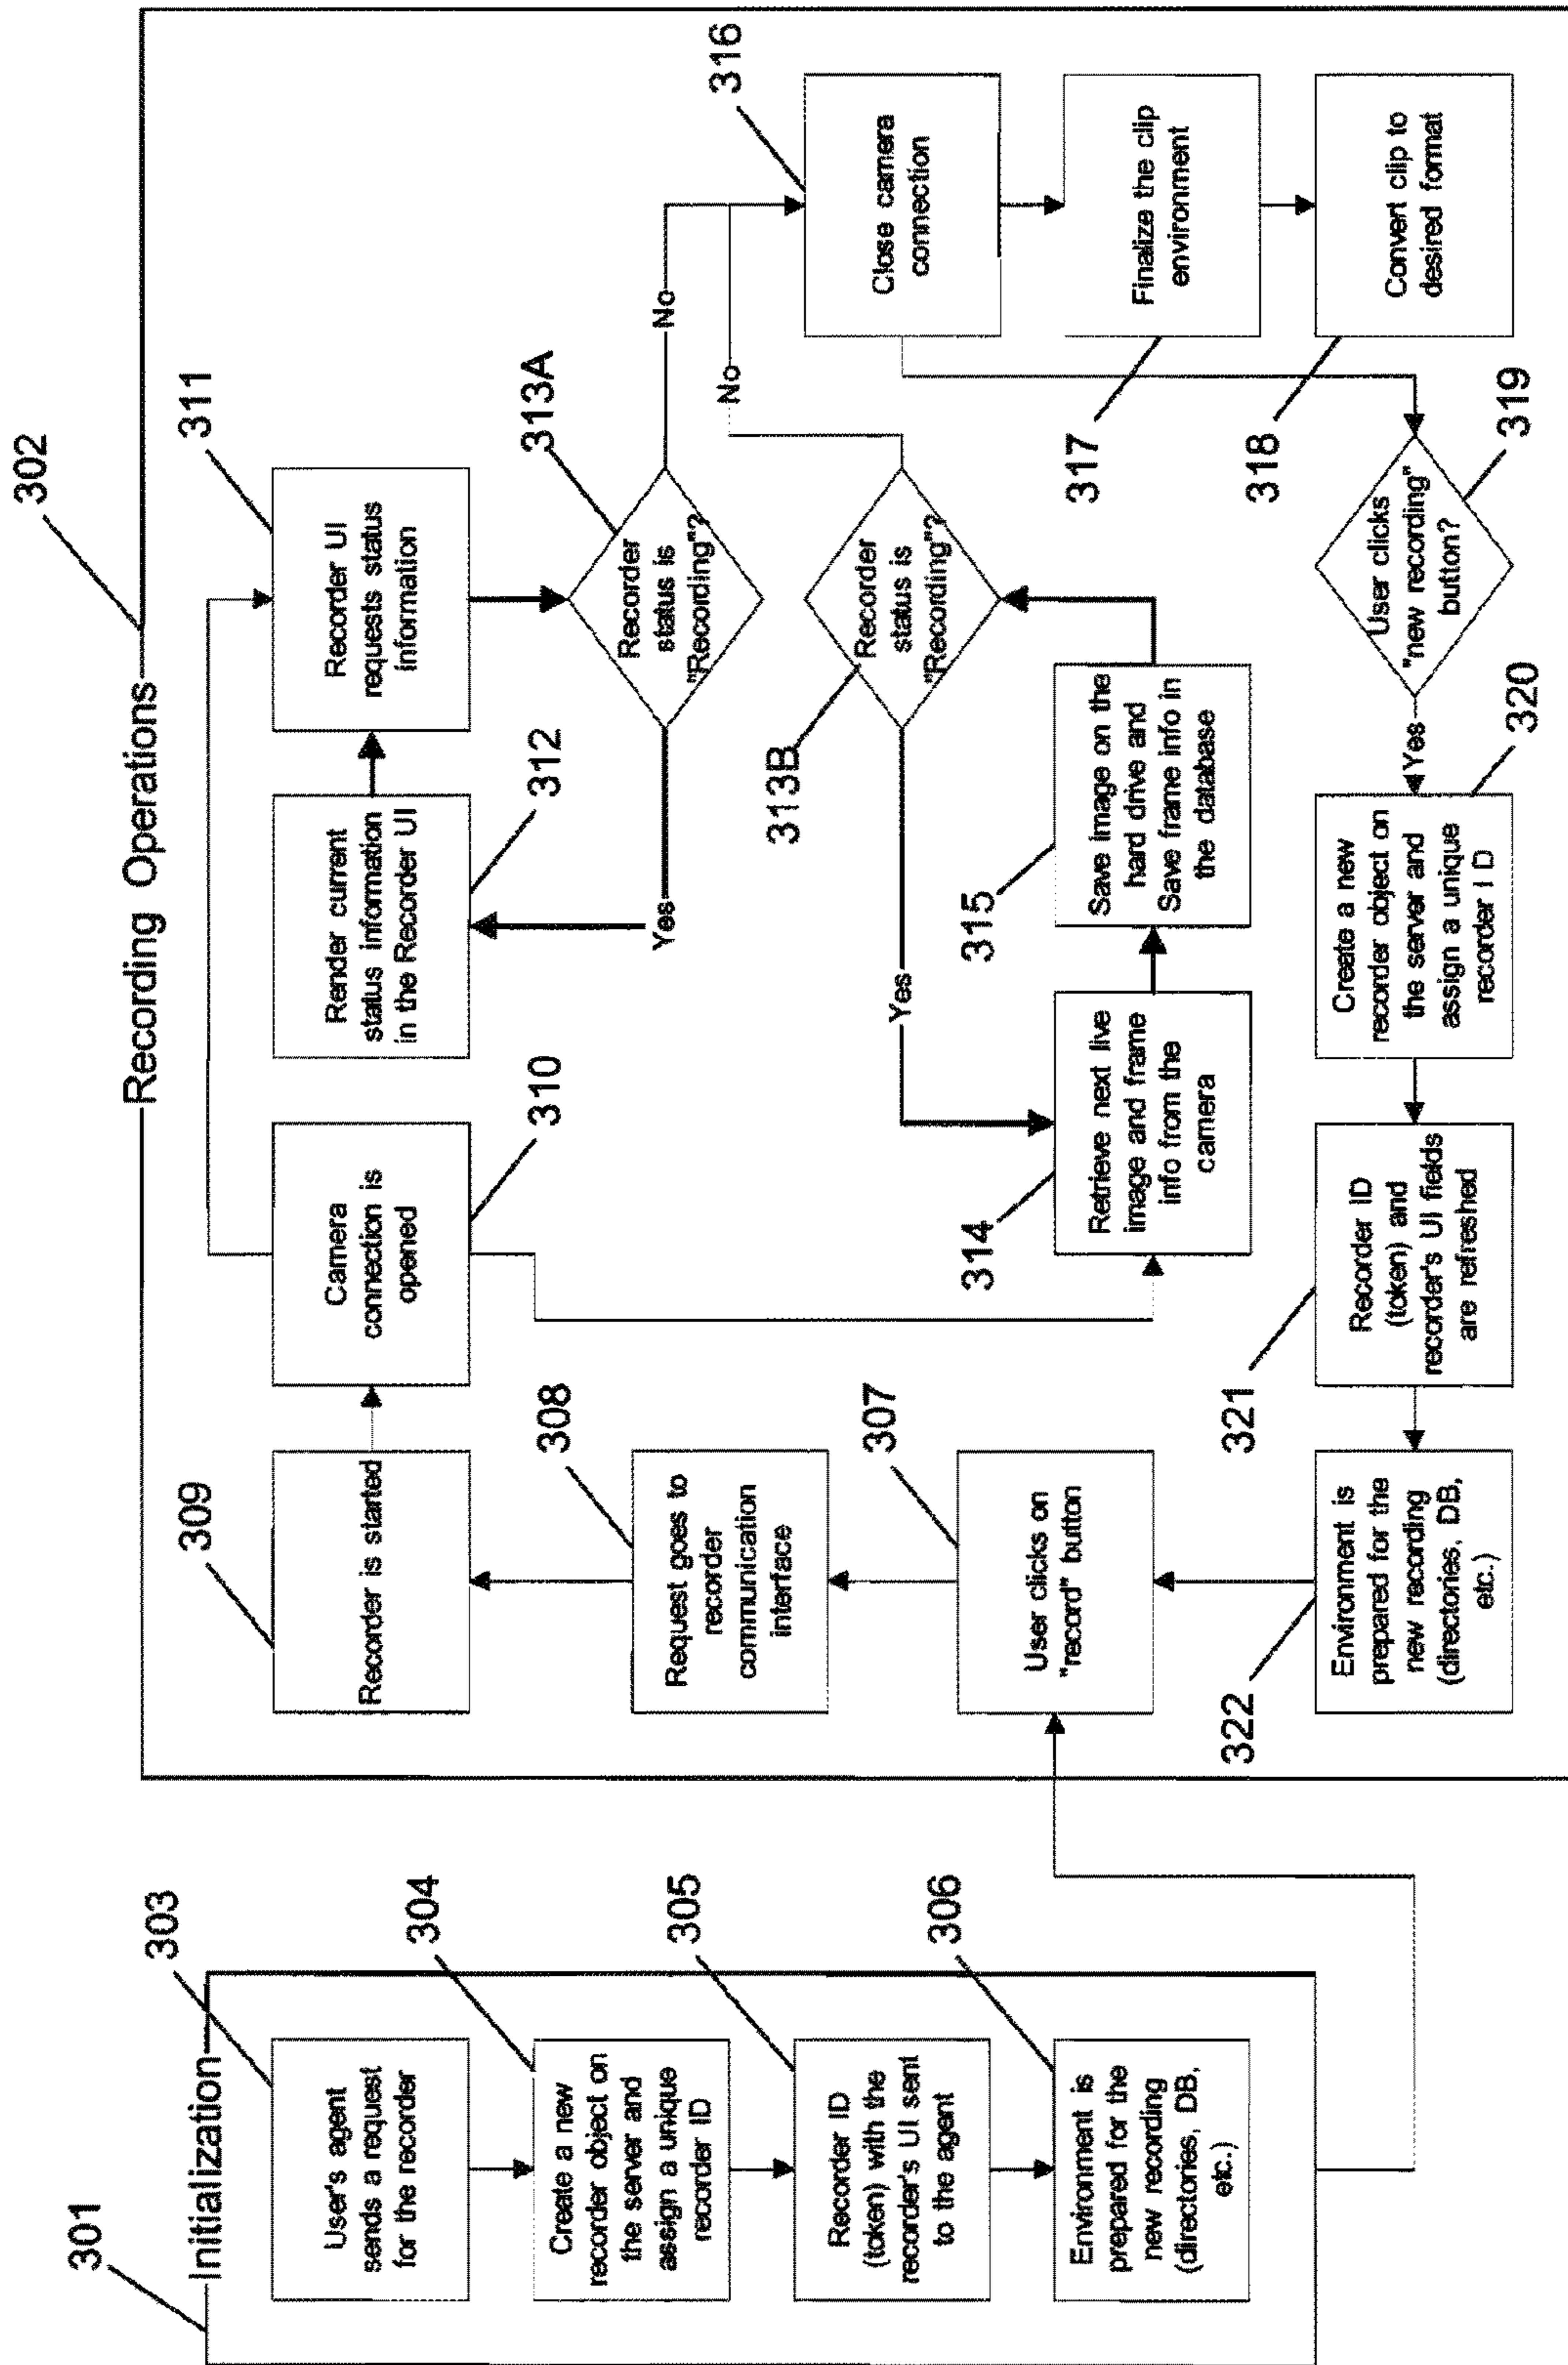 301
Initialization
303
User's agent
sends a request
for the recorder
304
Create a new
recorder object on
the server and
assign a unique
recorder ID
305
Recorder ID
(token) with the
recorder's UI sent
to the agent
306
Environment is
prepared for the
new recording
(directories, DB,
etc.)
302
Recording Operations
309
Recorder is started
308
Request goes to
recorder
communication
interface
307
User clicks on
"record" button
310
Camera
connection is
opened
312
Render current
status information
in the Recorder UI
311
Recorder UI
requests status
information
313A
Recorder
status is
"Recording"?
Yes
No
313B
Recorder
status is
"Recording"?
Yes
No
314
Retrieve next live
image and frame
info from the
camera
315
Save image on the
hard drive and
Save frame info in
the database
316
Close camera
connection
317
Finalize the clip
environment
318
Convert clip to
desired format
319
User clicks
"new recording"
button?
Yes
320
Create a new
recorder object on
the server and
assign a unique
recorder ID
321
Recorder ID
(token) and
recorder's UI fields
are refreshed
322
Environment is
prepared for the
new recording
(directories, DB,
etc.)